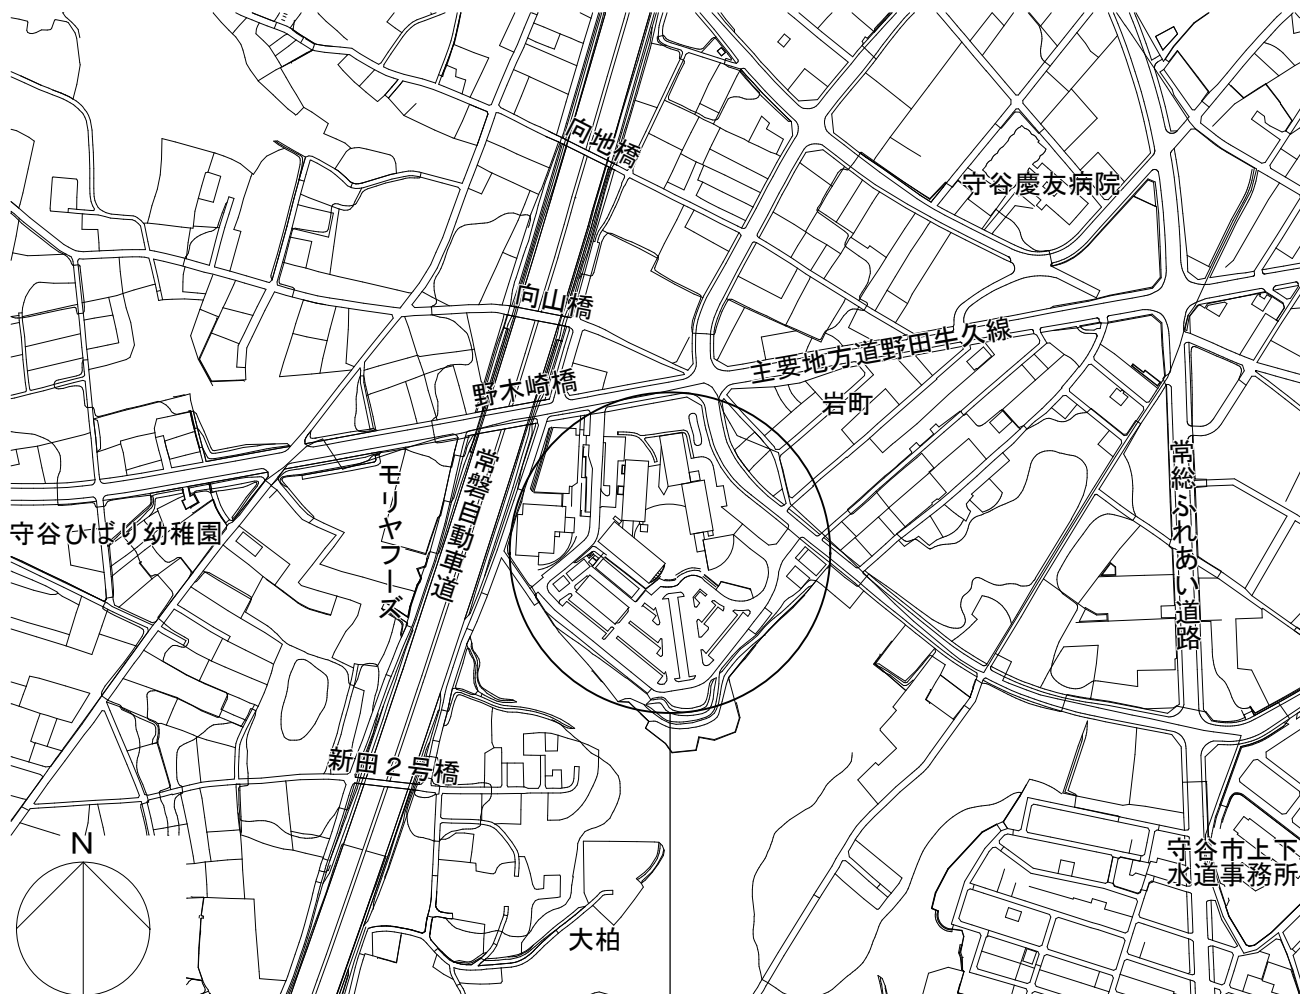 向地橋
守谷慶友病院
向山橋
主要地方道野田牛久線
野木崎橋
岩町
常磐自動車道
モリヤフーズ
常総ふれあい道路
守谷ひばり幼稚園
新田２号橋
N
守谷市上下
水道事務所
大柏